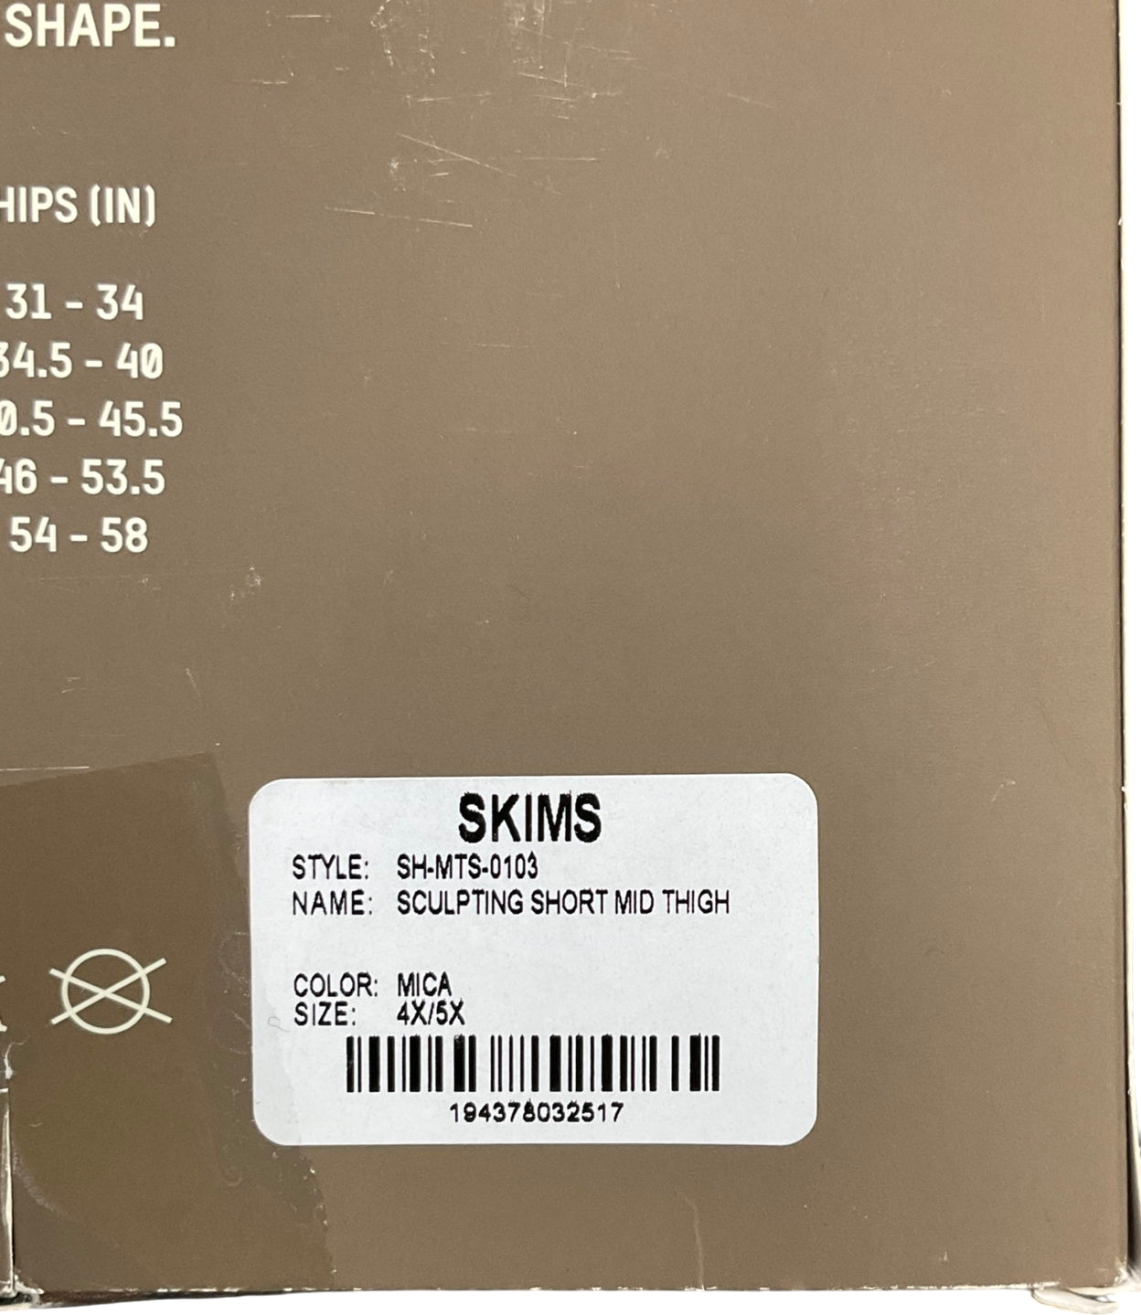 SHAPE.
HIPS (IN)
31 - 34
34.5 - 40
0.5 - 45.5
46 - 53.5
54 - 58
SKIMS
STYLE: SH-MTS-0103
NAME: SCULPTING SHORT MID THIGH
COLOR: MICA
SIZE: 4X/5X
194378032517